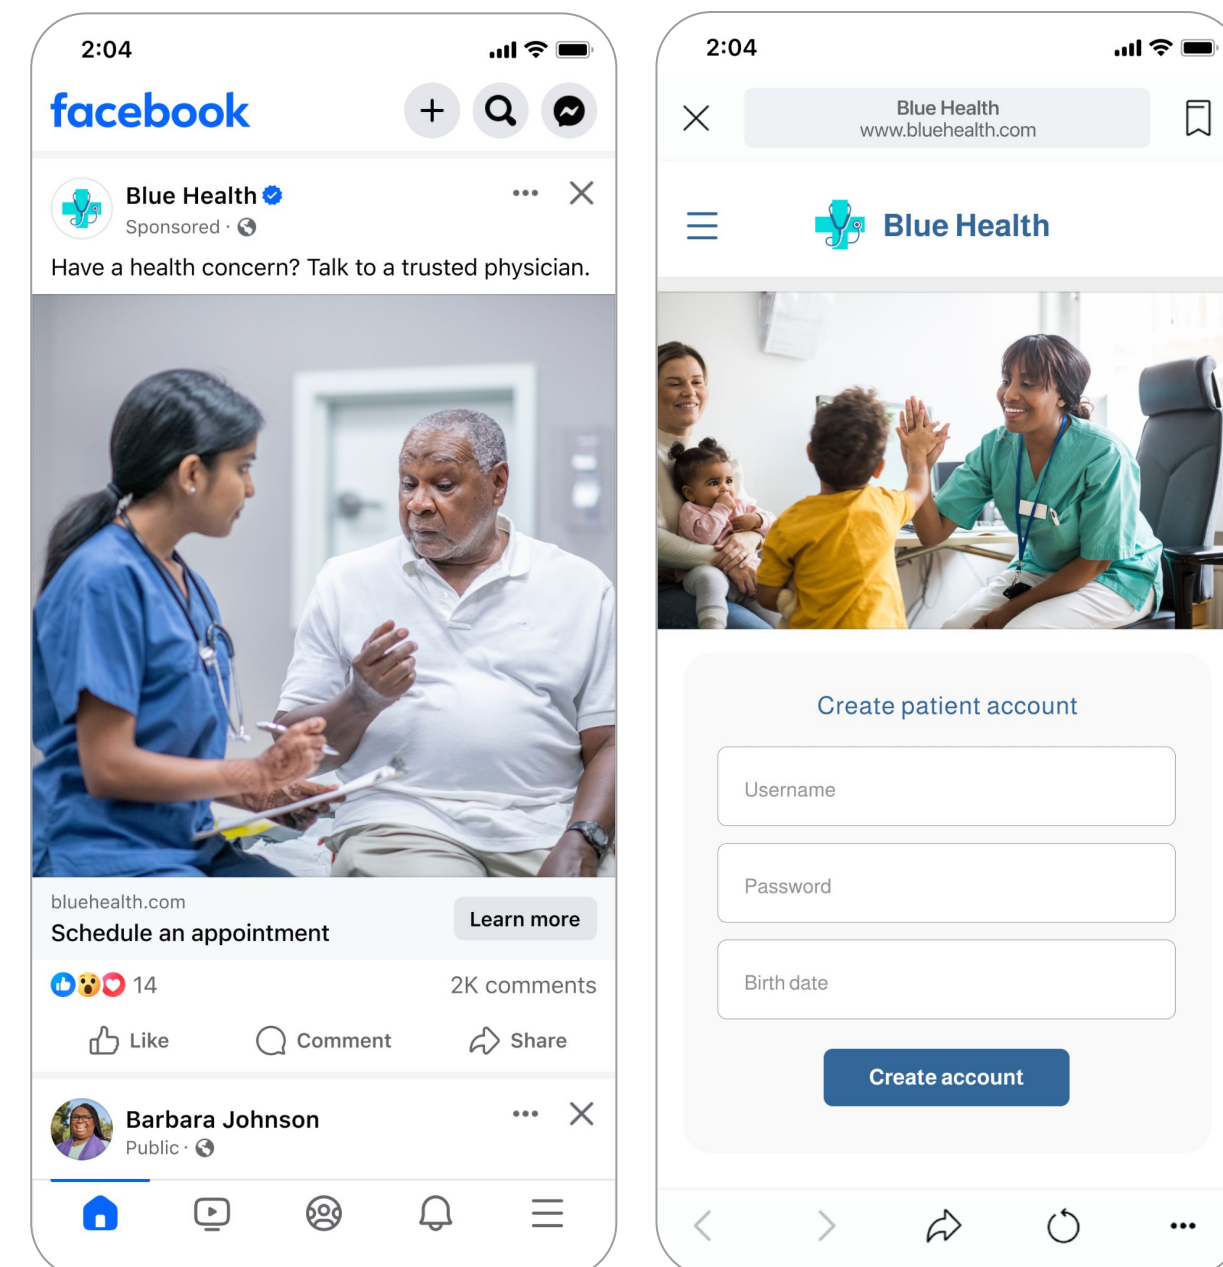 2:04
facebook
Blue Health
Sponsored ·
Have a health concern? Talk to a trusted physician.
bluehealth.com
Schedule an appointment
Learn more
14
2K comments
Like
Comment
Share
Barbara Johnson
Public ·
2:04
Blue Health
www.bluehealth.com
Blue Health
Create patient account
Username
Password
Birth date
Create account